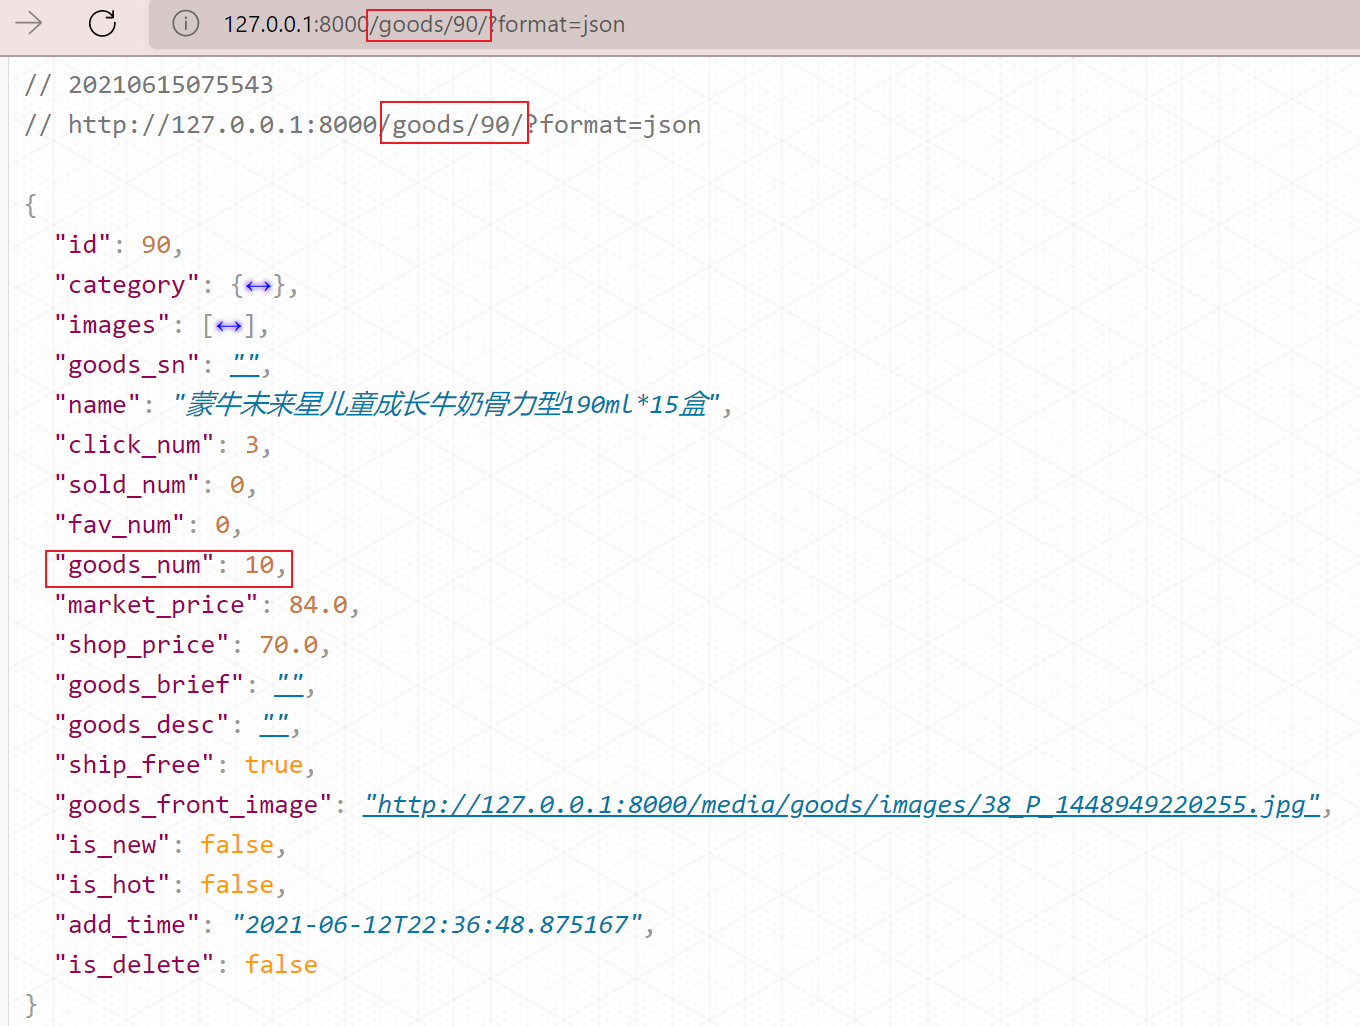 127.0.0.1:8000/goods/90/?format=json
// 20210615075543
// http://127.0.0.1:8000/goods/90/?format=json
{
"id": 90,
"category": {↔},
"images": [↔],
"goods_sn": "",
"name": "蒙牛未来星儿童成长牛奶骨力型190ml*15盒",
"click_num": 3,
"sold_num": 0,
"fav_num": 0,
"goods_num": 10,
"market_price": 84.0,
"shop_price": 70.0,
"goods_brief": "",
"goods_desc": "",
"ship_free": true,
"goods_front_image": "http://127.0.0.1:8000/media/goods/images/38_P_1448949220255.jpg",
"is_new": false,
"is_hot": false,
"add_time": "2021-06-12T22:36:48.875167",
"is_delete": false
}